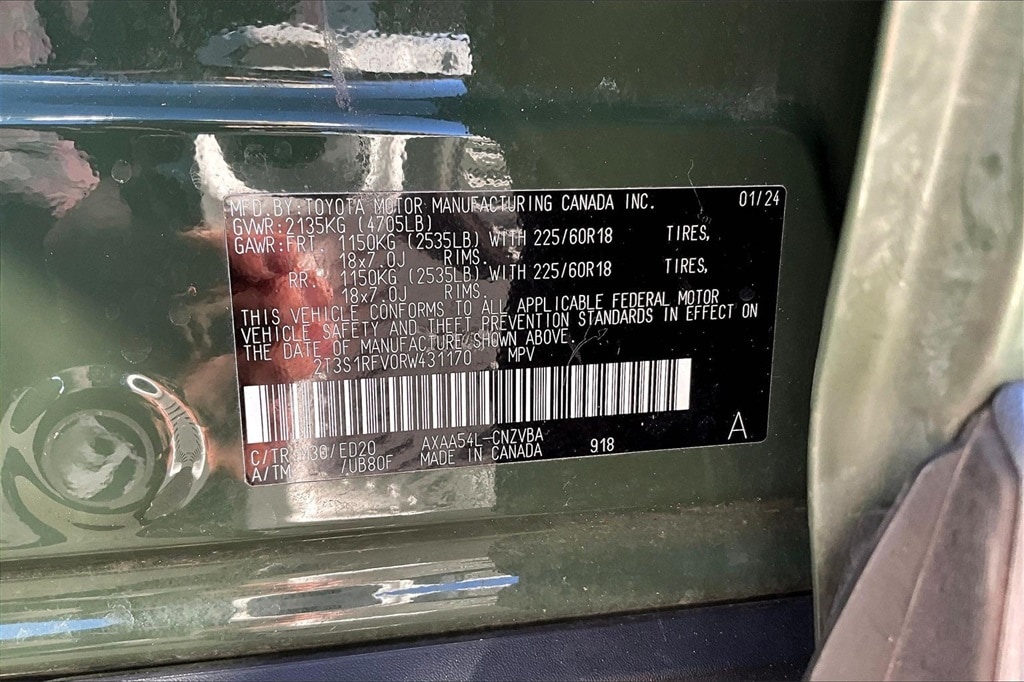 MFD. BY: TOYOTA MOTOR MANUFACTURING CANADA INC. 01/24
GVWR: 2135KG (4705LB)
GAWR: FRT. 1150KG (2535LB) WITH 225/60R18 TIRES,
18x7.0J RIMS.
RR. 1150KG (2535LB) WITH 225/60R18 TIRES,
18x7.0J RIMS.
THIS VEHICLE CONFORMS TO ALL APPLICABLE FEDERAL MOTOR
VEHICLE SAFETY AND THEFT PREVENTION STANDARDS IN EFFECT ON
THE DATE OF MANUFACTURE SHOWN ABOVE.
2T3S1RFV0RW431170 MPV
C/TR /ED20 AXAA54L-CNZVBA
A/TM /UB80F MADE IN CANADA 918 A